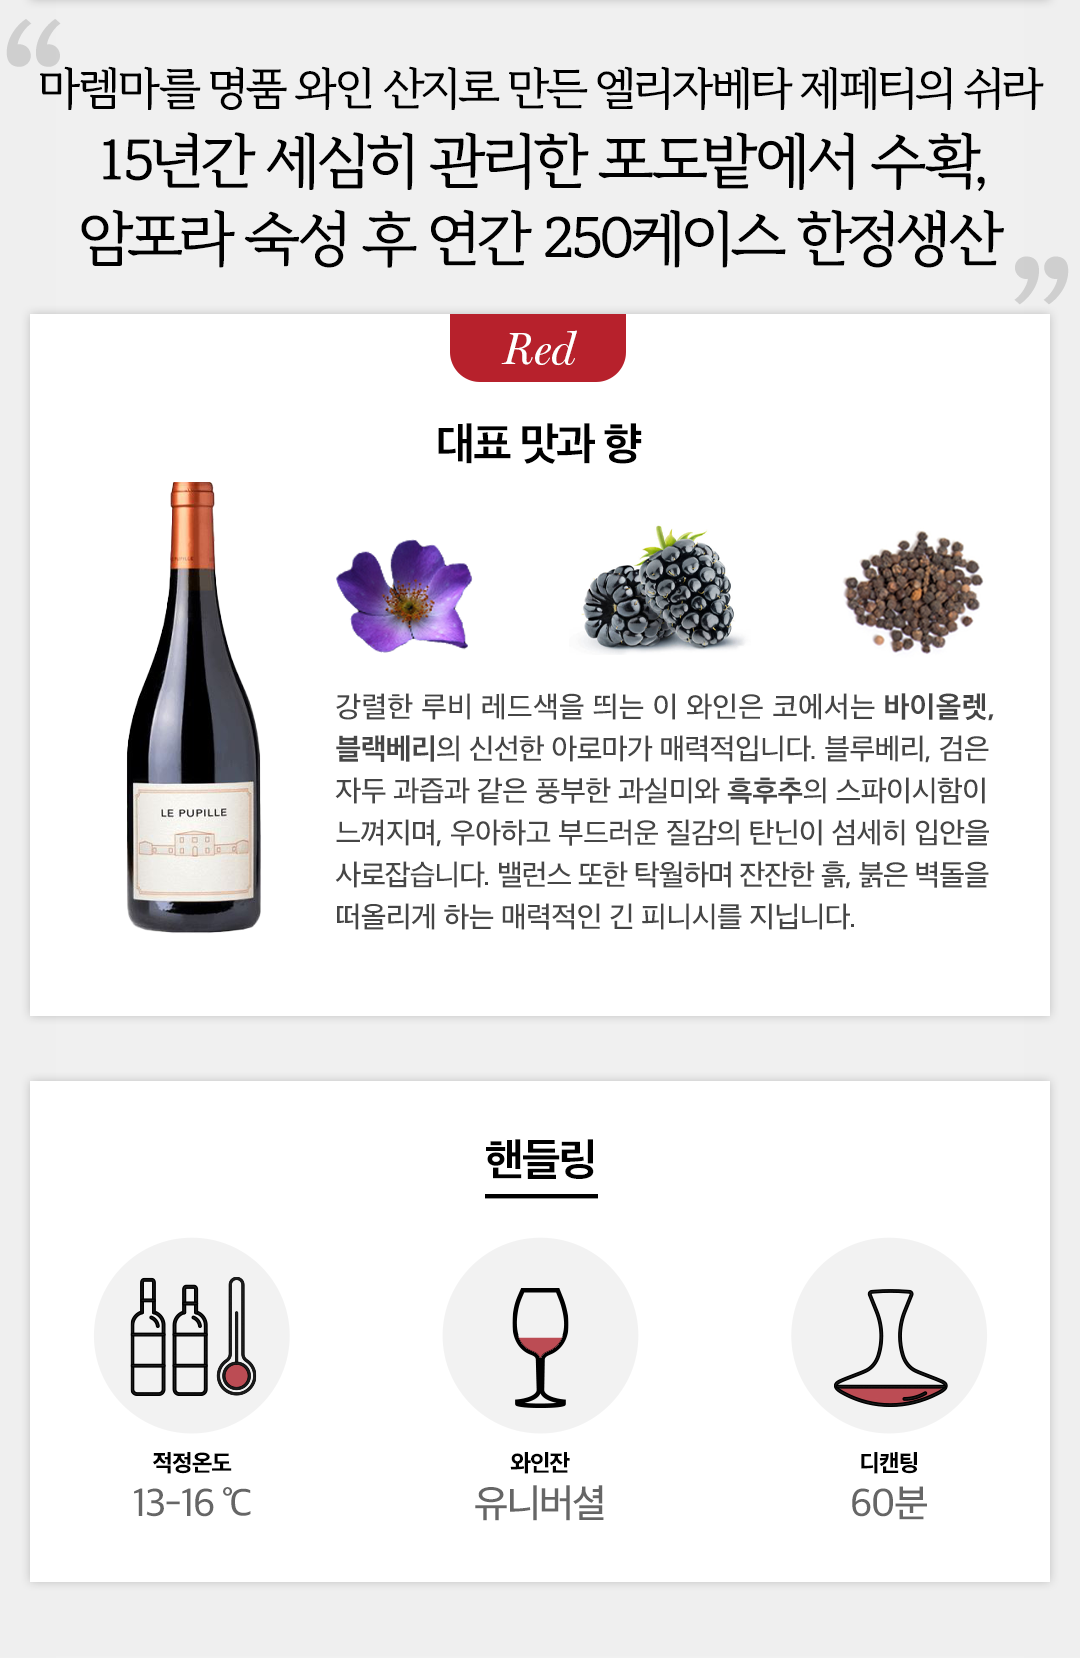 “
마렘마를 명품 와인 산지로 만든 엘리자베타 제페티의 쉬라
15년간 세심히 관리한 포도밭에서 수확,
암포라 숙성 후 연간 250케이스 한정생산
”
Red
대표 맛과 향
LE PUPILLE
강렬한 루비 레드색을 띄는 이 와인은 코에서는 바이올렛,
블랙베리의 신선한 아로마가 매력적입니다. 블루베리, 검은
자두 과즙과 같은 풍부한 과실미와 흑후추의 스파이시함이
느껴지며, 우아하고 부드러운 질감의 탄닌이 섬세히 입안을
사로잡습니다. 밸런스 또한 탁월하며 잔잔한 흙, 붉은 벽돌을
떠올리게 하는 매력적인 긴 피니시를 지닙니다.
핸들링
적정온도
13-16 ℃
와인잔
유니버셜
디캔팅
60분